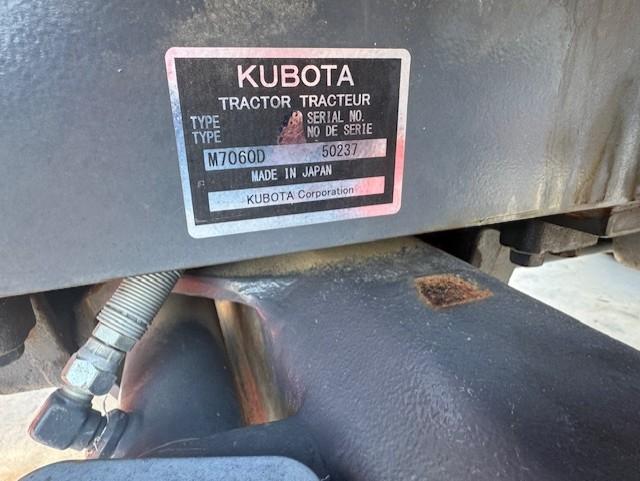 KUBOTA
TRACTOR TRACTEUR
TYPE SERIAL NO.
TYPE NO DE SERIE
M7060D 50237
MADE IN JAPAN
KUBOTA Corporation